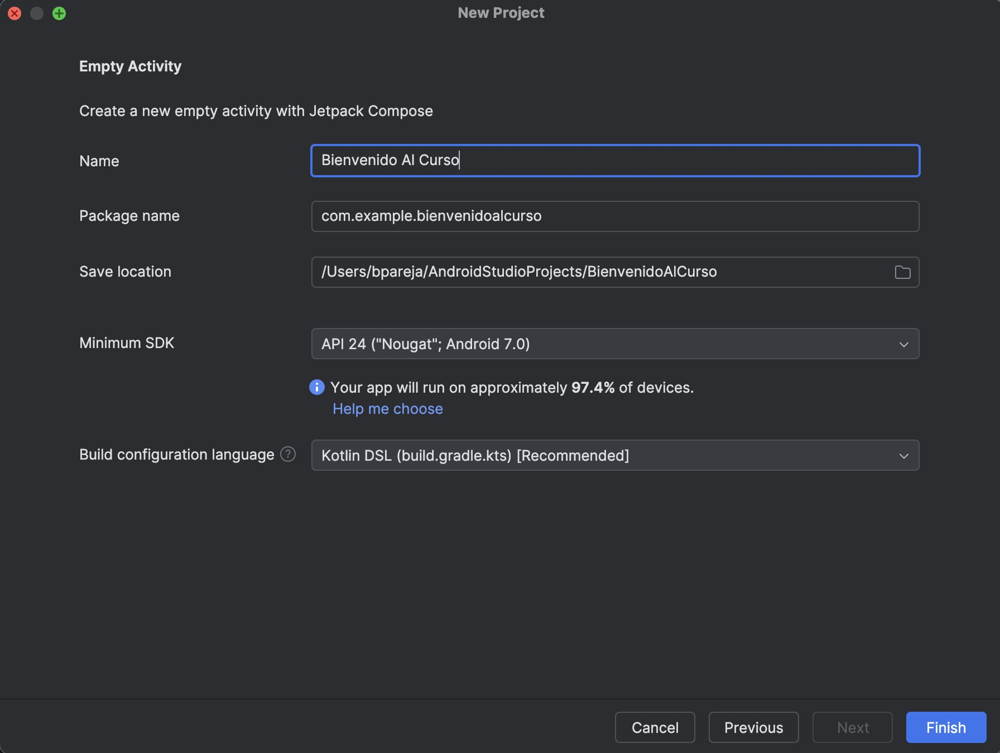 New Project
Empty Activity
Create a new empty activity with Jetpack Compose
Name
Bienvenido Al Curso
Package name
com.example.bienvenidoalcurso
Save location
/Users/bpareja/AndroidStudioProjects/BienvenidoAlCurso
Minimum SDK
API 24 ("Nougat"; Android 7.0)
Your app will run on approximately 97.4% of devices.
Help me choose
Build configuration language ?
Kotlin DSL (build.gradle.kts) [Recommended]
Cancel Previous Next Finish